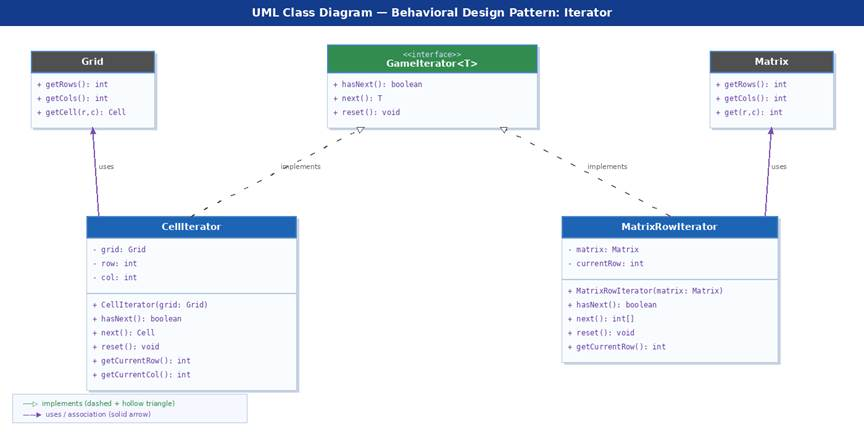 UML Class Diagram — Behavioral Design Pattern: Iterator
Grid
+ getRows(): int
+ getCols(): int
+ getCell(r,c): Cell
<<interface>>
GameIterator<T>
+ hasNext(): boolean
+ next(): T
+ reset(): void
Matrix
+ getRows(): int
+ getCols(): int
+ get(r,c): int
uses
implements
implements
uses
CellIterator
- grid: Grid
- row: int
- col: int
+ CellIterator(grid: Grid)
+ hasNext(): boolean
+ next(): Cell
+ reset(): void
+ getCurrentRow(): int
+ getCurrentCol(): int
MatrixRowIterator
- matrix: Matrix
- currentRow: int
+ MatrixRowIterator(matrix: Matrix)
+ hasNext(): boolean
+ next(): int[]
+ reset(): void
+ getCurrentRow(): int
──▷ implements (dashed + hollow triangle)
──▶ uses / association (solid arrow)